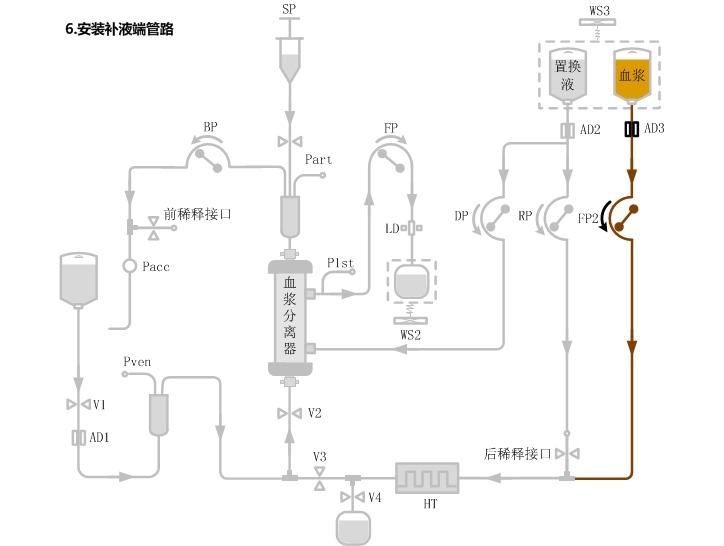 6.安装补液端管路
SP
WS3
置换液
血浆
BP
FP
AD2
AD3
Part
前稀释接口
DP
RP
FP2
LD
Pacc
Plst
血浆分离器
WS2
Pven
V1
V2
AD1
V3
后稀释接口
V4
HT